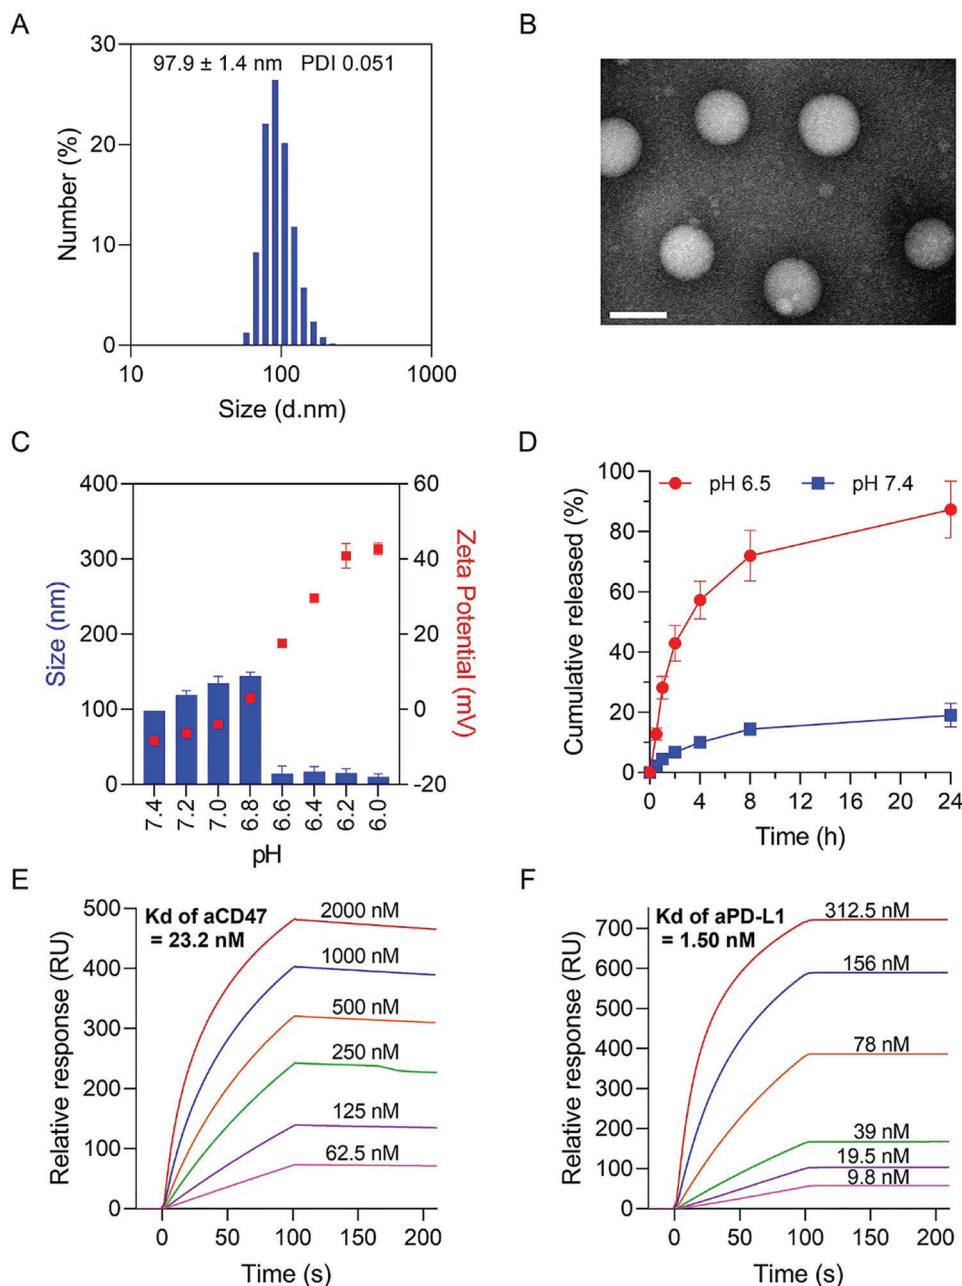 A
97.9 ± 1.4 nm PDI 0.051
30
20
10
0
Number (%)
10
100
1000
Size (d.nm)
B
C
400
300
200
100
0
Size (nm)
60
40
20
0
-20
Zeta Potential (mV)
7.4
7.2
7.0
6.8
6.6
6.4
6.2
6.0
pH
D
pH 6.5
pH 7.4
100
80
60
40
20
0
Cumulative released (%)
0
4
8
12
16
20
24
Time (h)
E
Kd of aCD47
= 23.2 nM
500
400
300
200
100
0
Relative response (RU)
2000 nM
1000 nM
500 nM
250 nM
125 nM
62.5 nM
0
50
100
150
200
Time (s)
F
Kd of aPD-L1
= 1.50 nM
700
600
500
400
300
200
100
0
Relative response (RU)
312.5 nM
156 nM
78 nM
39 nM
19.5 nM
9.8 nM
0
50
100
150
200
Time (s)